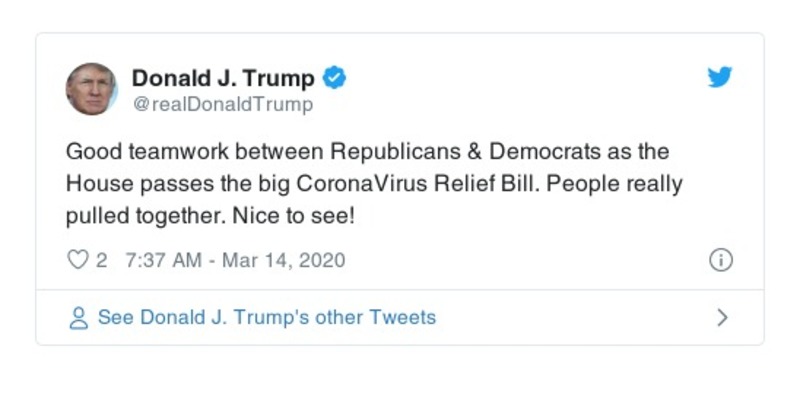 Donald J. Trump
@realDonaldTrump
Good teamwork between Republicans & Democrats as the
House passes the big CoronaVirus Relief Bill. People really
pulled together. Nice to see!
2 7:37 AM - Mar 14, 2020
See Donald J. Trump's other Tweets